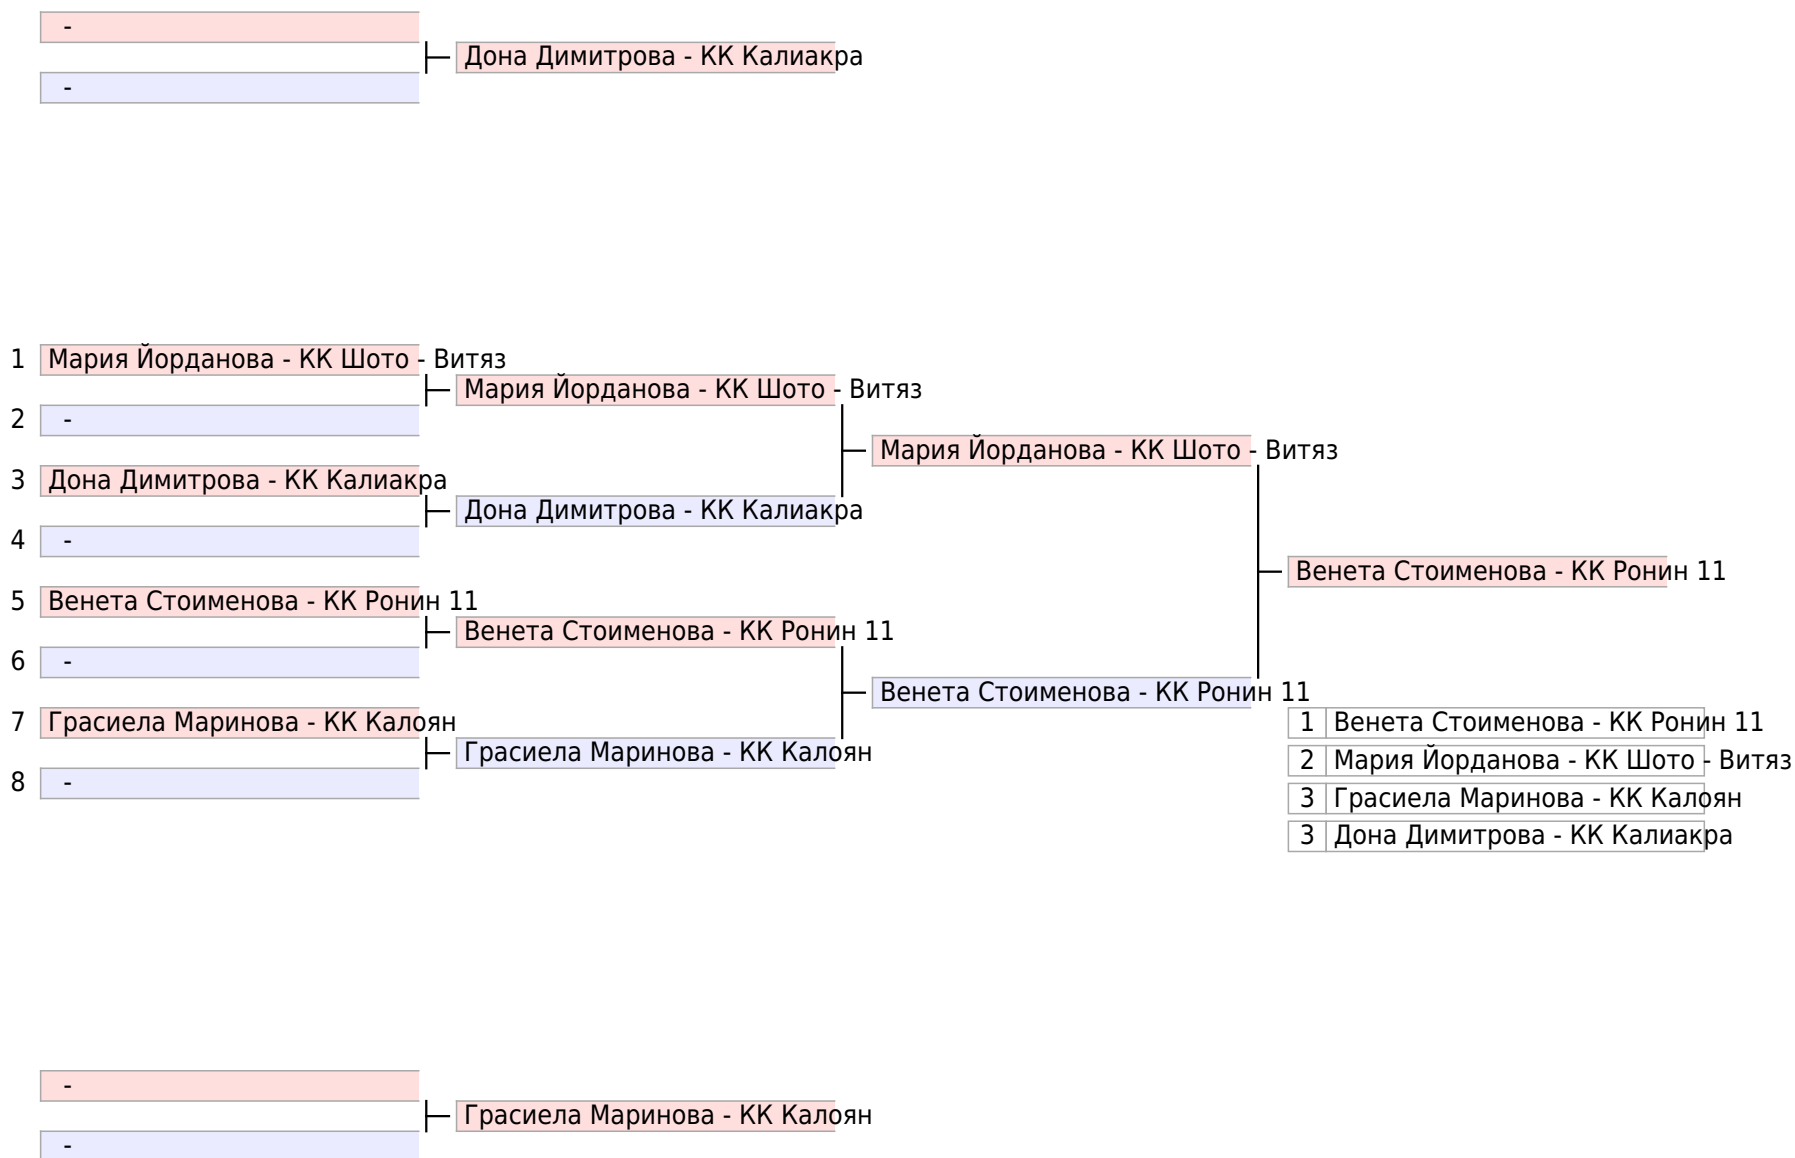 -
Дона Димитрова - КК Калиакра
-
1 Мария Йорданова - КК Шото - Витяз
Мария Йорданова - КК Шото - Витяз
2 -
Мария Йорданова - КК Шото - Витяз
3 Дона Димитрова - КК Калиакра
Дона Димитрова - КК Калиакра
4 -
Венета Стоименова - КК Ронин 11
5 Венета Стоименова - КК Ронин 11
Венета Стоименова - КК Ронин 11
6 -
Венета Стоименова - КК Ронин 11
7 Грасиела Маринова - КК Калоян
Грасиела Маринова - КК Калоян
8 -
1 Венета Стоименова - КК Ронин 11
2 Мария Йорданова - КК Шото - Витяз
3 Грасиела Маринова - КК Калоян
3 Дона Димитрова - КК Калиакра
-
Грасиела Маринова - КК Калоян
-